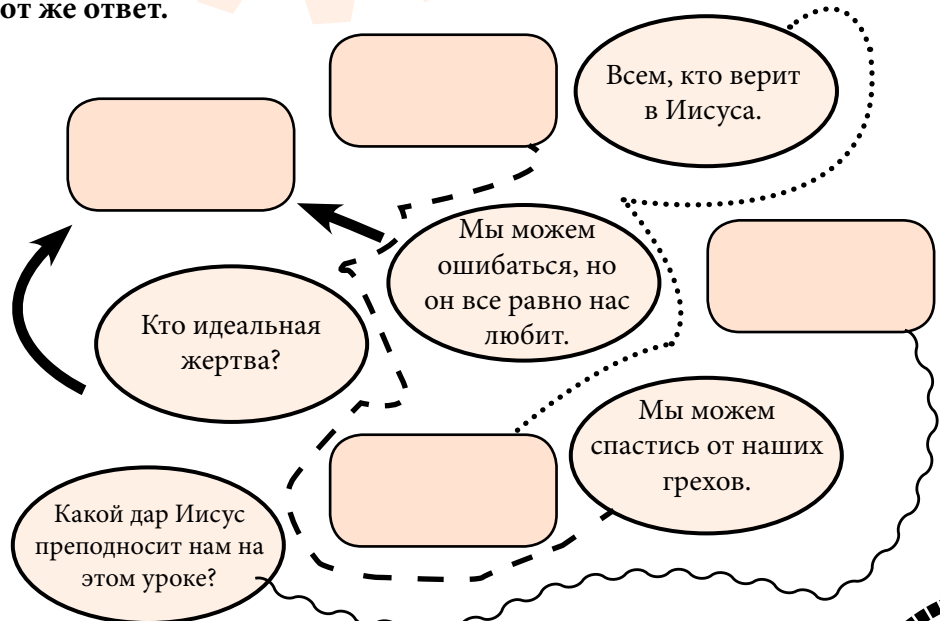 от же ответ.
Всем, кто верит
в Иисуса.
Мы можем
ошибаться, но
он все равно нас
любит.
Кто идеальная
жертва?
Мы можем
спастись от наших
грехов.
Какой дар Иисус
преподносит нам на
этом уроке?